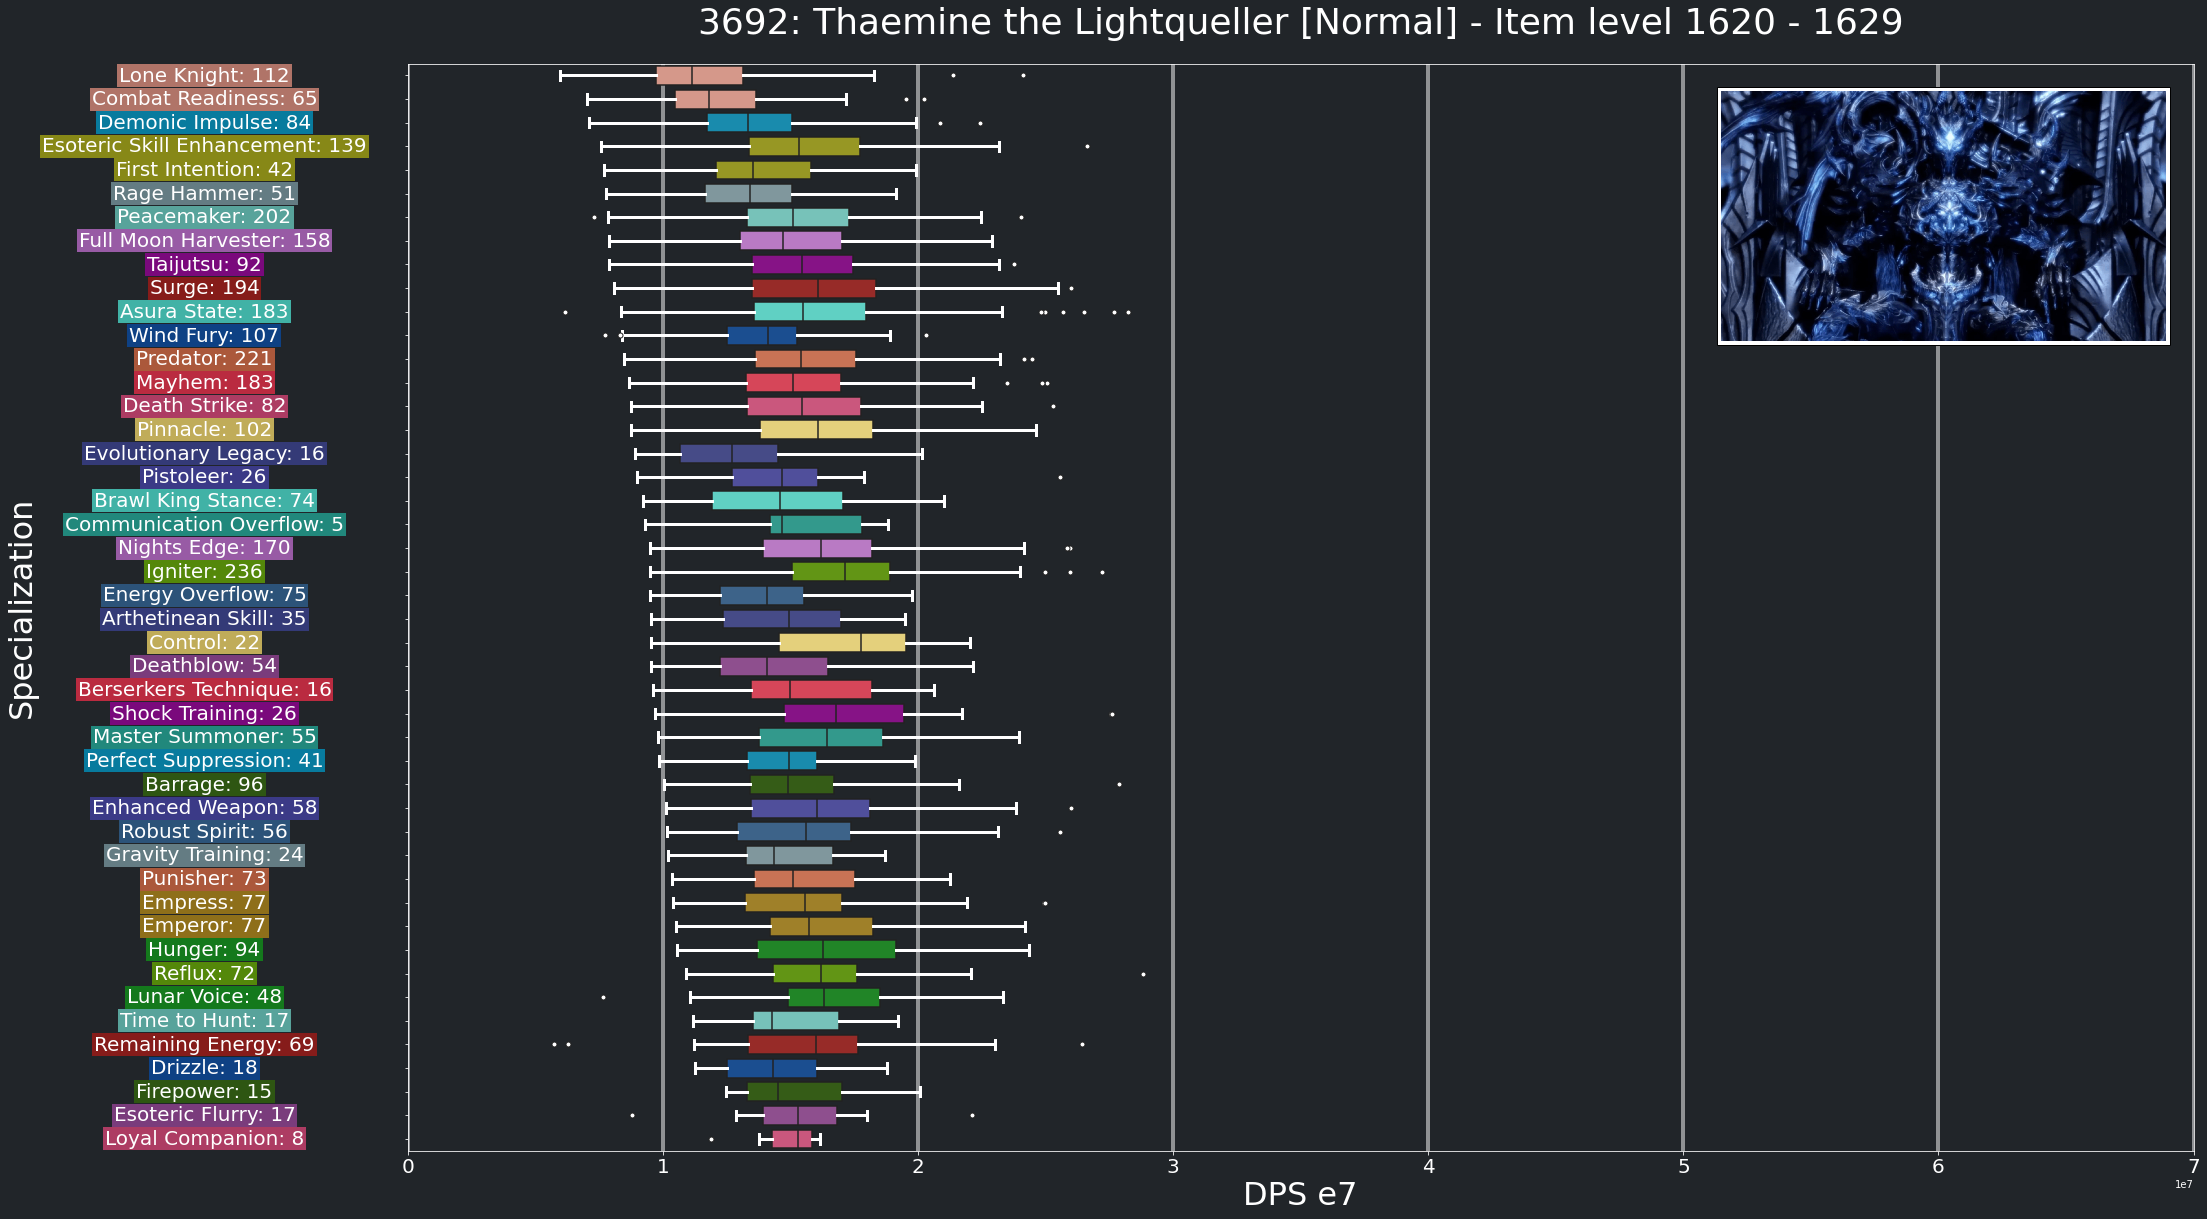 3692: Thaemine the Lightqueller [Normal] - Item level 1620 - 1629
Lone Knight: 112
Combat Readiness: 65
Demonic Impulse: 84
Esoteric Skill Enhancement: 139
First Intention: 42
Rage Hammer: 51
Peacemaker: 202
Full Moon Harvester: 158
Taijutsu: 92
Surge: 194
Asura State: 183
Wind Fury: 107
Predator: 221
Mayhem: 183
Death Strike: 82
Pinnacle: 102
Evolutionary Legacy: 16
Pistoleer: 26
Brawl King Stance: 74
Communication Overflow: 5
Nights Edge: 170
Igniter: 236
Energy Overflow: 75
Arthetinean Skill: 35
Control: 22
Deathblow: 54
Berserkers Technique: 16
Shock Training: 26
Master Summoner: 55
Perfect Suppression: 41
Barrage: 96
Enhanced Weapon: 58
Robust Spirit: 56
Gravity Training: 24
Punisher: 73
Empress: 77
Emperor: 77
Hunger: 94
Reflux: 72
Lunar Voice: 48
Time to Hunt: 17
Remaining Energy: 69
Drizzle: 18
Firepower: 15
Esoteric Flurry: 17
Loyal Companion: 8
Specialization
0 1 2 3 4 5 6 7
1e7
DPS e7